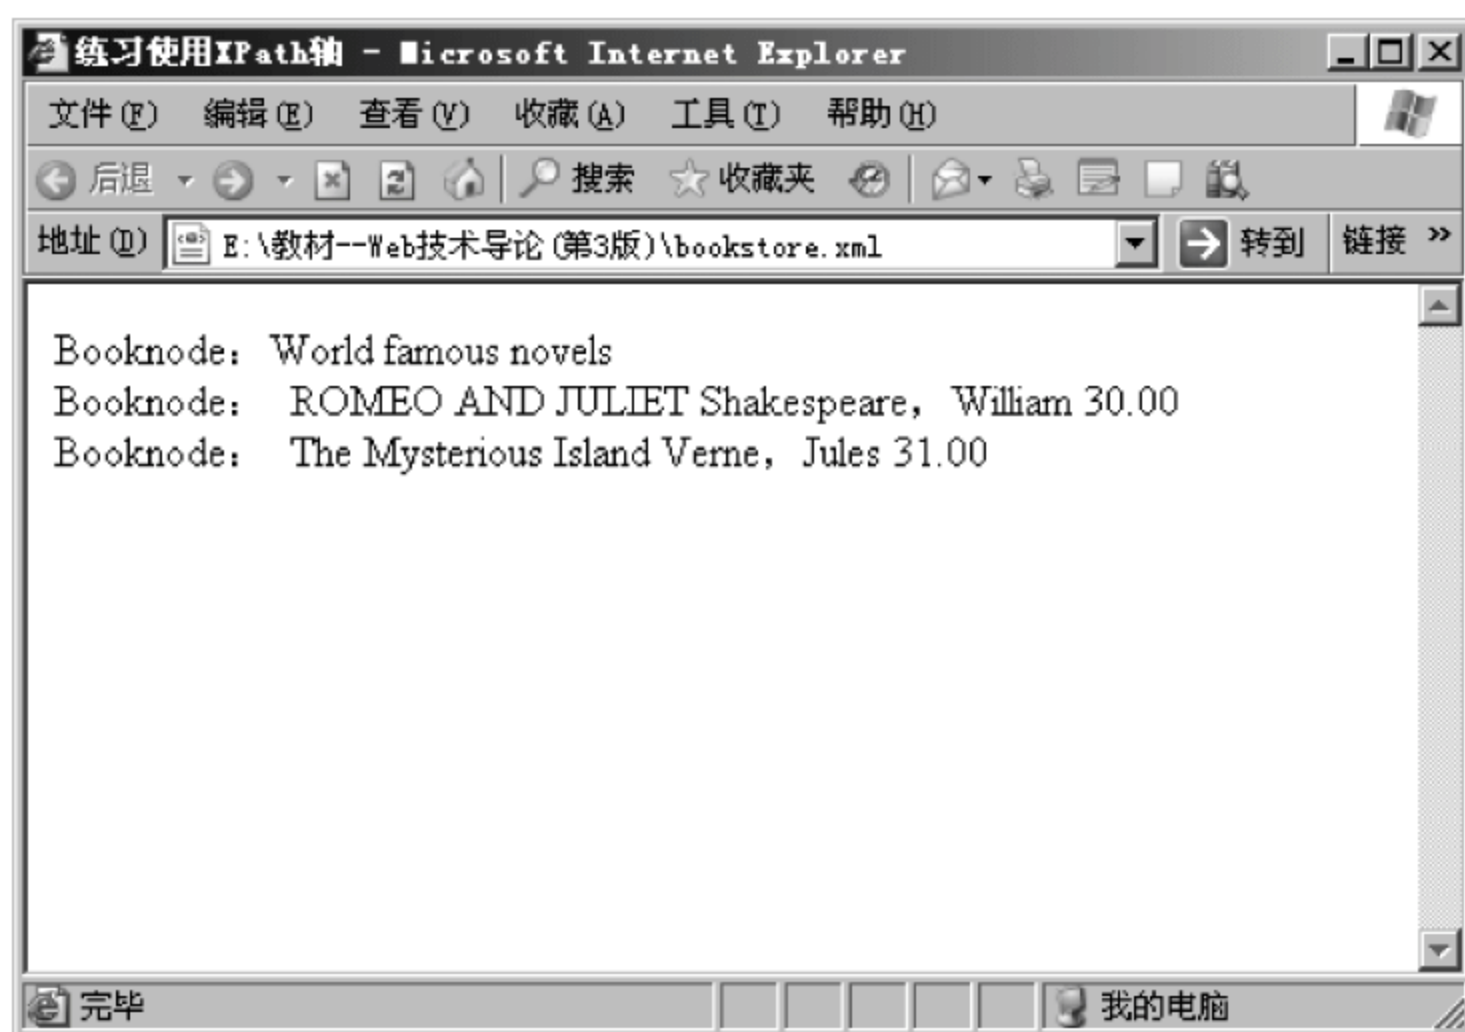 练习使用XPath轴 - Microsoft Internet Explorer
文件(F) 编辑(E) 查看(V) 收藏(A) 工具(T) 帮助(H)
后退 搜索 收藏夹
地址(D) E:\教材--Web技术导论(第3版)\bookstore.xml 转到 链接 »
Booknode：World famous novels
Booknode： ROMEO AND JULIET Shakespeare，William 30.00
Booknode： The Mysterious Island Verne，Jules 31.00
完毕 我的电脑